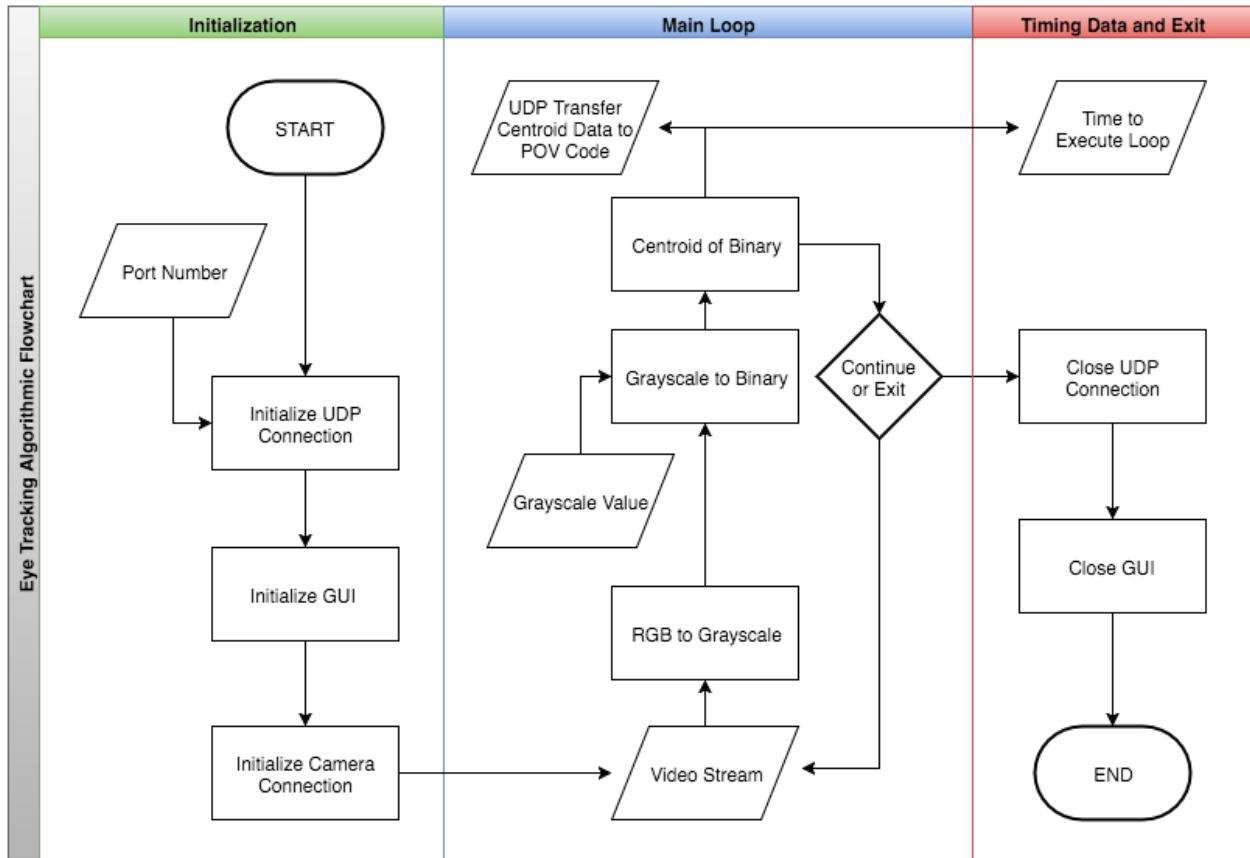 Eye Tracking Algorithmic Flowchart
Initialization
Main Loop
Timing Data and Exit
START
Port Number
Initialize UDP
Connection
Initialize GUI
Initialize Camera
Connection
UDP Transfer
Centroid Data to
POV Code
Centroid of Binary
Grayscale to Binary
Continue
or Exit
Grayscale Value
RGB to Grayscale
Video Stream
Time to
Execute Loop
Close UDP
Connection
Close GUI
END